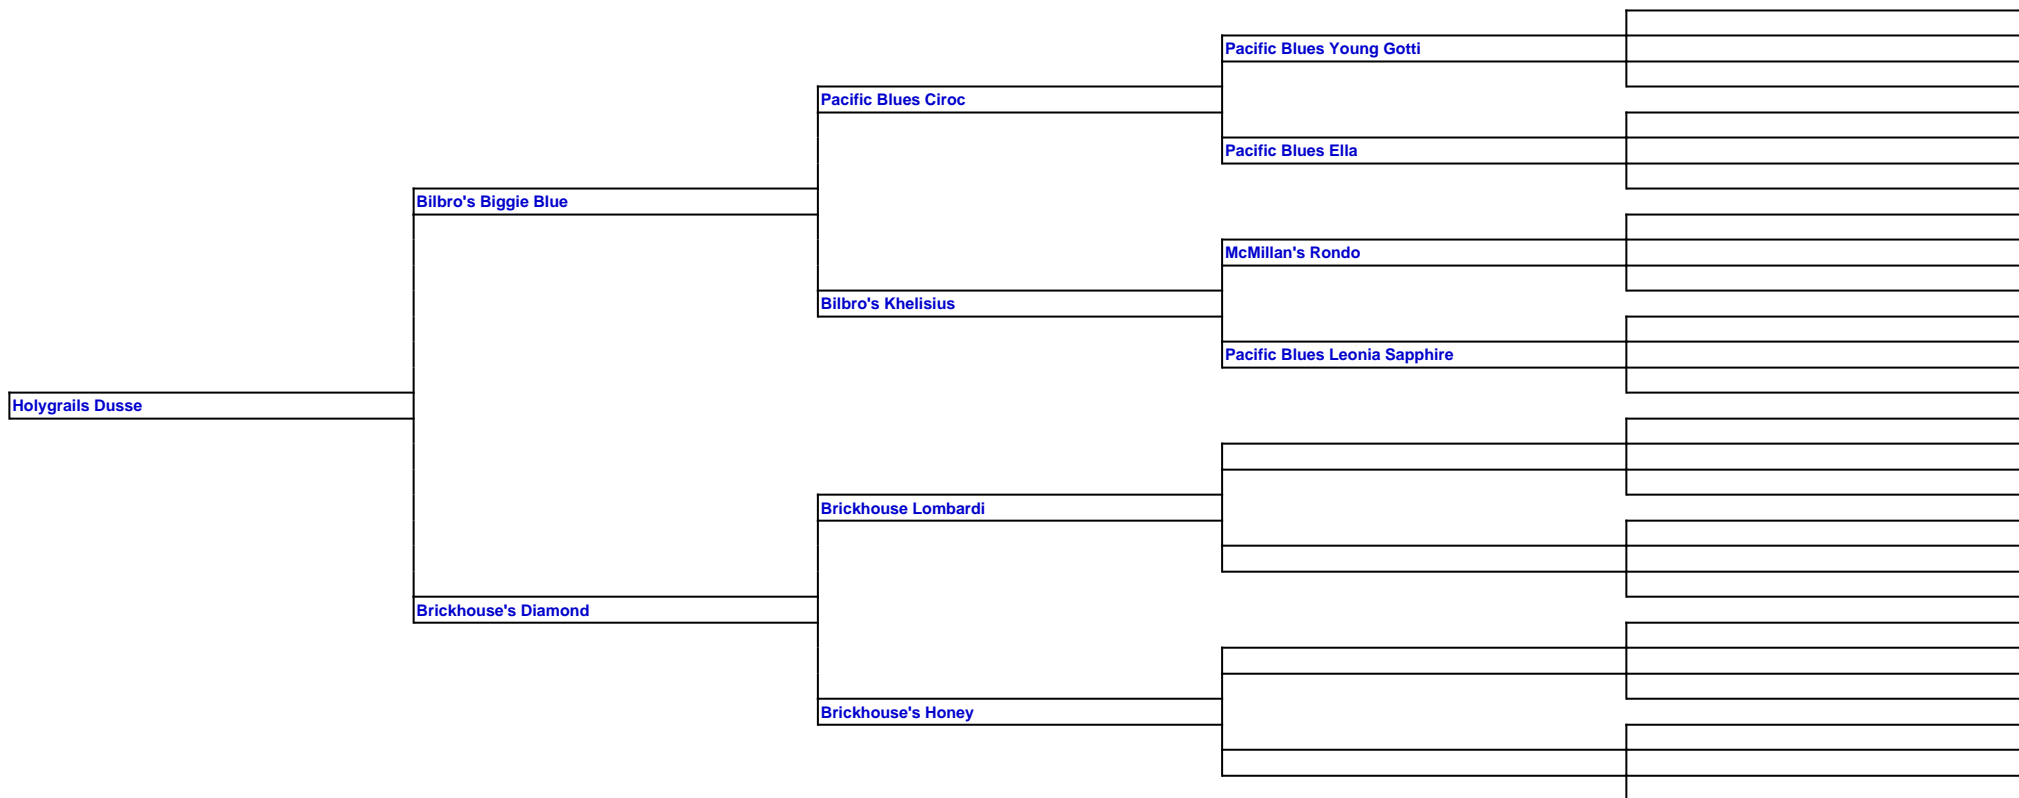 Pacific Blues Young Gotti
Pacific Blues Ciroc
Pacific Blues Ella
Bilbro's Biggie Blue
McMillan's Rondo
Bilbro's Khelisius
Pacific Blues Leonia Sapphire
Holygrails Dusse
Brickhouse Lombardi
Brickhouse's Diamond
Brickhouse's Honey